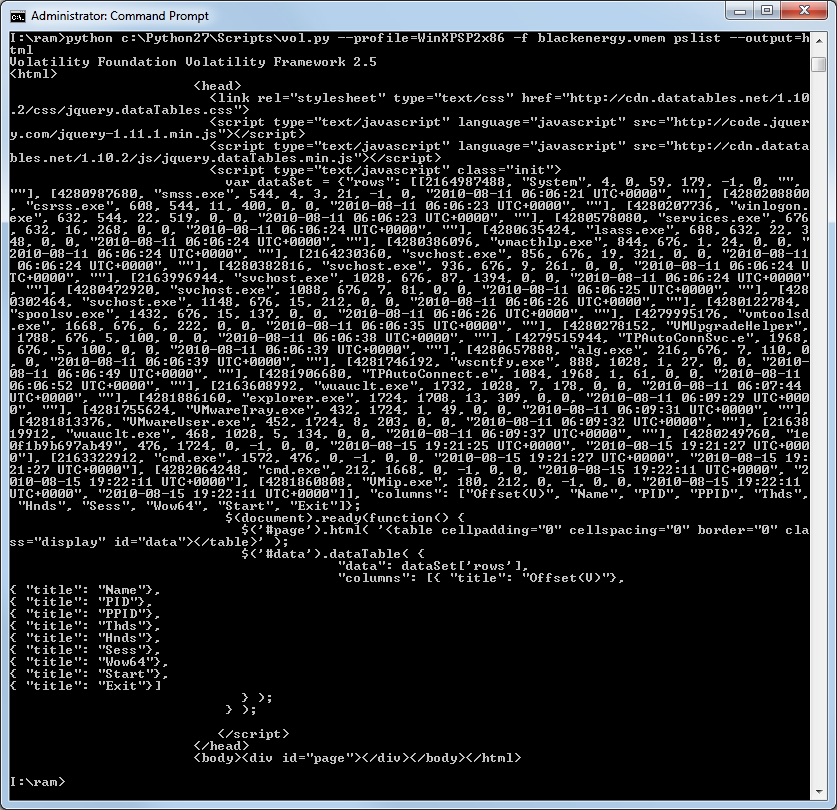 Administrator: Command Prompt
I:\ram>python c:\Python27\Scripts\vol.py --profile=WinXPSP2x86 -f blackenergy.vmem pslist --output=h
tml
Volatility Foundation Volatility Framework 2.5
<html>
<head>
<link rel="stylesheet" type="text/css" href="http://cdn.datatables.net/1.10
.2/css/jquery.dataTables.css">
<script type="text/javascript" language="javascript" src="http://code.jquer
y.com/jquery-1.11.1.min.js"></script>
<script type="text/javascript" language="javascript" src="http://cdn.datata
bles.net/1.10.2/js/jquery.dataTables.min.js"></script>
<script type="text/javascript" class="init">
var dataSet = {"rows": [[2164987488, "System", 4, 0, 59, 179, -1, 0, "",
""], [4280987680, "smss.exe", 544, 4, 3, 21, -1, 0, "2010-08-11 06:06:21 UTC+0000", ""], [4280208800
, "csrss.exe", 608, 544, 11, 400, 0, 0, "2010-08-11 06:06:23 UTC+0000", ""], [4280207736, "winlogon.
exe", 632, 544, 22, 519, 0, 0, "2010-08-11 06:06:23 UTC+0000", ""], [4280578080, "services.exe", 676
, 632, 16, 268, 0, 0, "2010-08-11 06:06:24 UTC+0000", ""], [4280635424, "lsass.exe", 688, 632, 22, 3
48, 0, 0, "2010-08-11 06:06:24 UTC+0000", ""], [4280386096, "vmacthlp.exe", 844, 676, 1, 24, 0, 0, "
2010-08-11 06:06:24 UTC+0000", ""], [2164230360, "svchost.exe", 856, 676, 19, 321, 0, 0, "2010-08-11
06:06:24 UTC+0000", ""], [4280382816, "svchost.exe", 936, 676, 9, 261, 0, 0, "2010-08-11 06:06:24 U
TC+0000", ""], [2163996944, "svchost.exe", 1028, 676, 87, 1394, 0, 0, "2010-08-11 06:06:24 UTC+0000"
, ""], [4280472920, "svchost.exe", 1088, 676, 7, 81, 0, 0, "2010-08-11 06:06:25 UTC+0000", ""], [428
0302464, "svchost.exe", 1148, 676, 15, 212, 0, 0, "2010-08-11 06:06:26 UTC+0000", ""], [4280122784,
"spoolsv.exe", 1432, 676, 15, 137, 0, 0, "2010-08-11 06:06:26 UTC+0000", ""], [4279995176, "vmtoolsd
.exe", 1668, 676, 6, 222, 0, 0, "2010-08-11 06:06:35 UTC+0000", ""], [4280278152, "VMUpgradeHelper",
1788, 676, 5, 100, 0, 0, "2010-08-11 06:06:38 UTC+0000", ""], [4279515944, "TPAutoConnSvc.e", 1968,
676, 5, 100, 0, 0, "2010-08-11 06:06:39 UTC+0000", ""], [4280657888, "alg.exe", 216, 676, 7, 110, 0
, 0, "2010-08-11 06:06:39 UTC+0000", ""], [4281746192, "wscntfy.exe", 888, 1028, 1, 27, 0, 0, "2010-
08-11 06:06:49 UTC+0000", ""], [4281906680, "TPAutoConnect.e", 1084, 1968, 1, 61, 0, 0, "2010-08-11
06:06:52 UTC+0000", ""], [2163608992, "wuauclt.exe", 1732, 1028, 7, 178, 0, 0, "2010-08-11 06:07:44
UTC+0000", ""], [4281886160, "explorer.exe", 1724, 1708, 13, 309, 0, 0, "2010-08-11 06:09:29 UTC+000
0", ""], [4281755624, "VMwareTray.exe", 432, 1724, 1, 49, 0, 0, "2010-08-11 06:09:31 UTC+0000", ""],
[4281813376, "VMwareUser.exe", 452, 1724, 8, 203, 0, 0, "2010-08-11 06:09:32 UTC+0000", ""], [21638
19912, "wuauclt.exe", 468, 1028, 5, 134, 0, 0, "2010-08-11 06:09:37 UTC+0000", ""], [4280249760, "1e
0f1b9b697ab49", 476, 1724, 0, -1, 0, 0, "2010-08-15 19:21:25 UTC+0000", "2010-08-15 19:21:27 UTC+000
0"], [2163322912, "cmd.exe", 1572, 476, 0, -1, 0, 0, "2010-08-15 19:21:27 UTC+0000", "2010-08-15 19:
21:27 UTC+0000"], [4282064248, "cmd.exe", 212, 1668, 0, -1, 0, 0, "2010-08-15 19:22:11 UTC+0000", "2
010-08-15 19:22:11 UTC+0000"], [4281860808, "VMip.exe", 180, 212, 0, -1, 0, 0, "2010-08-15 19:22:11
UTC+0000", "2010-08-15 19:22:11 UTC+0000"]], "columns": ["Offset(V)", "Name", "PID", "PPID", "Thds",
"Hnds", "Sess", "Wow64", "Start", "Exit"]};
$(document).ready(function() {
$('#page').html( '<table cellpadding="0" cellspacing="0" border="0" cla
ss="display" id="data"></table>' );
$('#data').dataTable( {
"data": dataSet['rows'],
"columns": [{ "title": "Offset(V)"},
{ "title": "Name"},
{ "title": "PID"},
{ "title": "PPID"},
{ "title": "Thds"},
{ "title": "Hnds"},
{ "title": "Sess"},
{ "title": "Wow64"},
{ "title": "Start"},
{ "title": "Exit"}]
} );
} );
</script>
</head>
<body><div id="page"></div></body></html>
I:\ram>